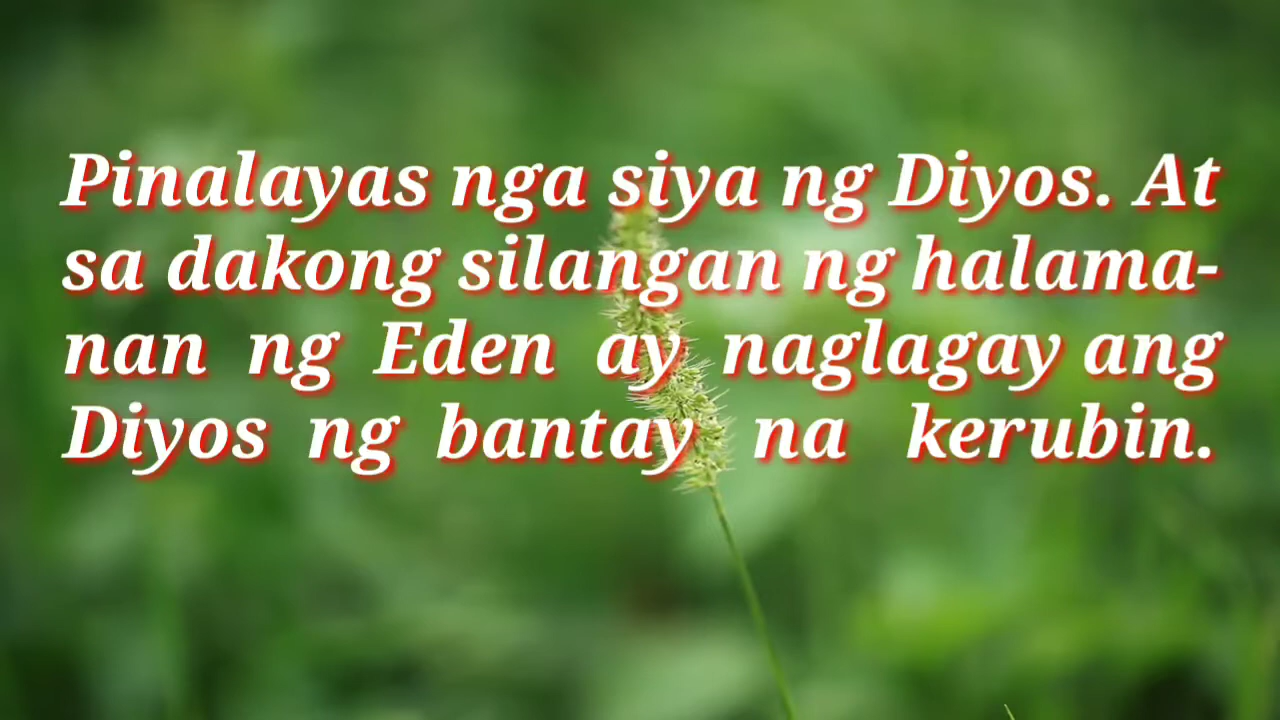 Pinalayas nga siya ng Diyos. At
sa dakong silangan ng halama-
nan ng Eden ay naglagay ang
Diyos ng bantay na kerubin.